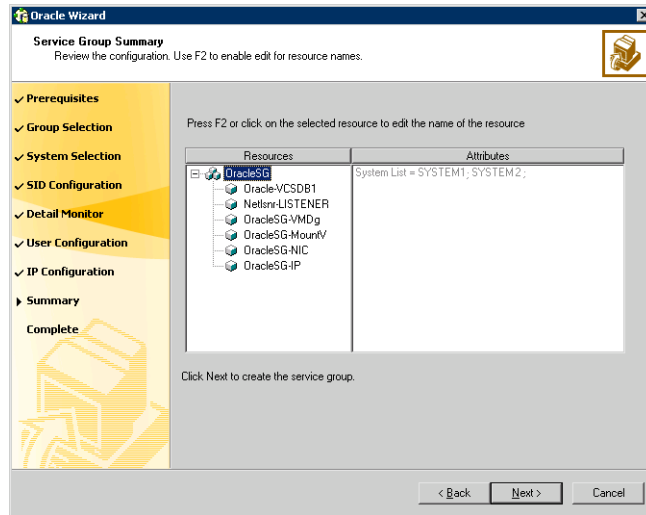 Oracle Wizard
Service Group Summary
Review the configuration. Use F2 to enable edit for resource names.
Prerequisites
Group Selection
System Selection
SID Configuration
Detail Monitor
User Configuration
IP Configuration
Summary
Complete
Press F2 or click on the selected resource to edit the name of the resource
Resources
Attributes
OracleSG
System List = SYSTEM1; SYSTEM2 ;
Oracle-VCSDB1
Netlsnr-LISTENER
OracleSG-VMDg
OracleSG-MountV
OracleSG-NIC
OracleSG-IP
Click Next to create the service group.
< Back
Next >
Cancel